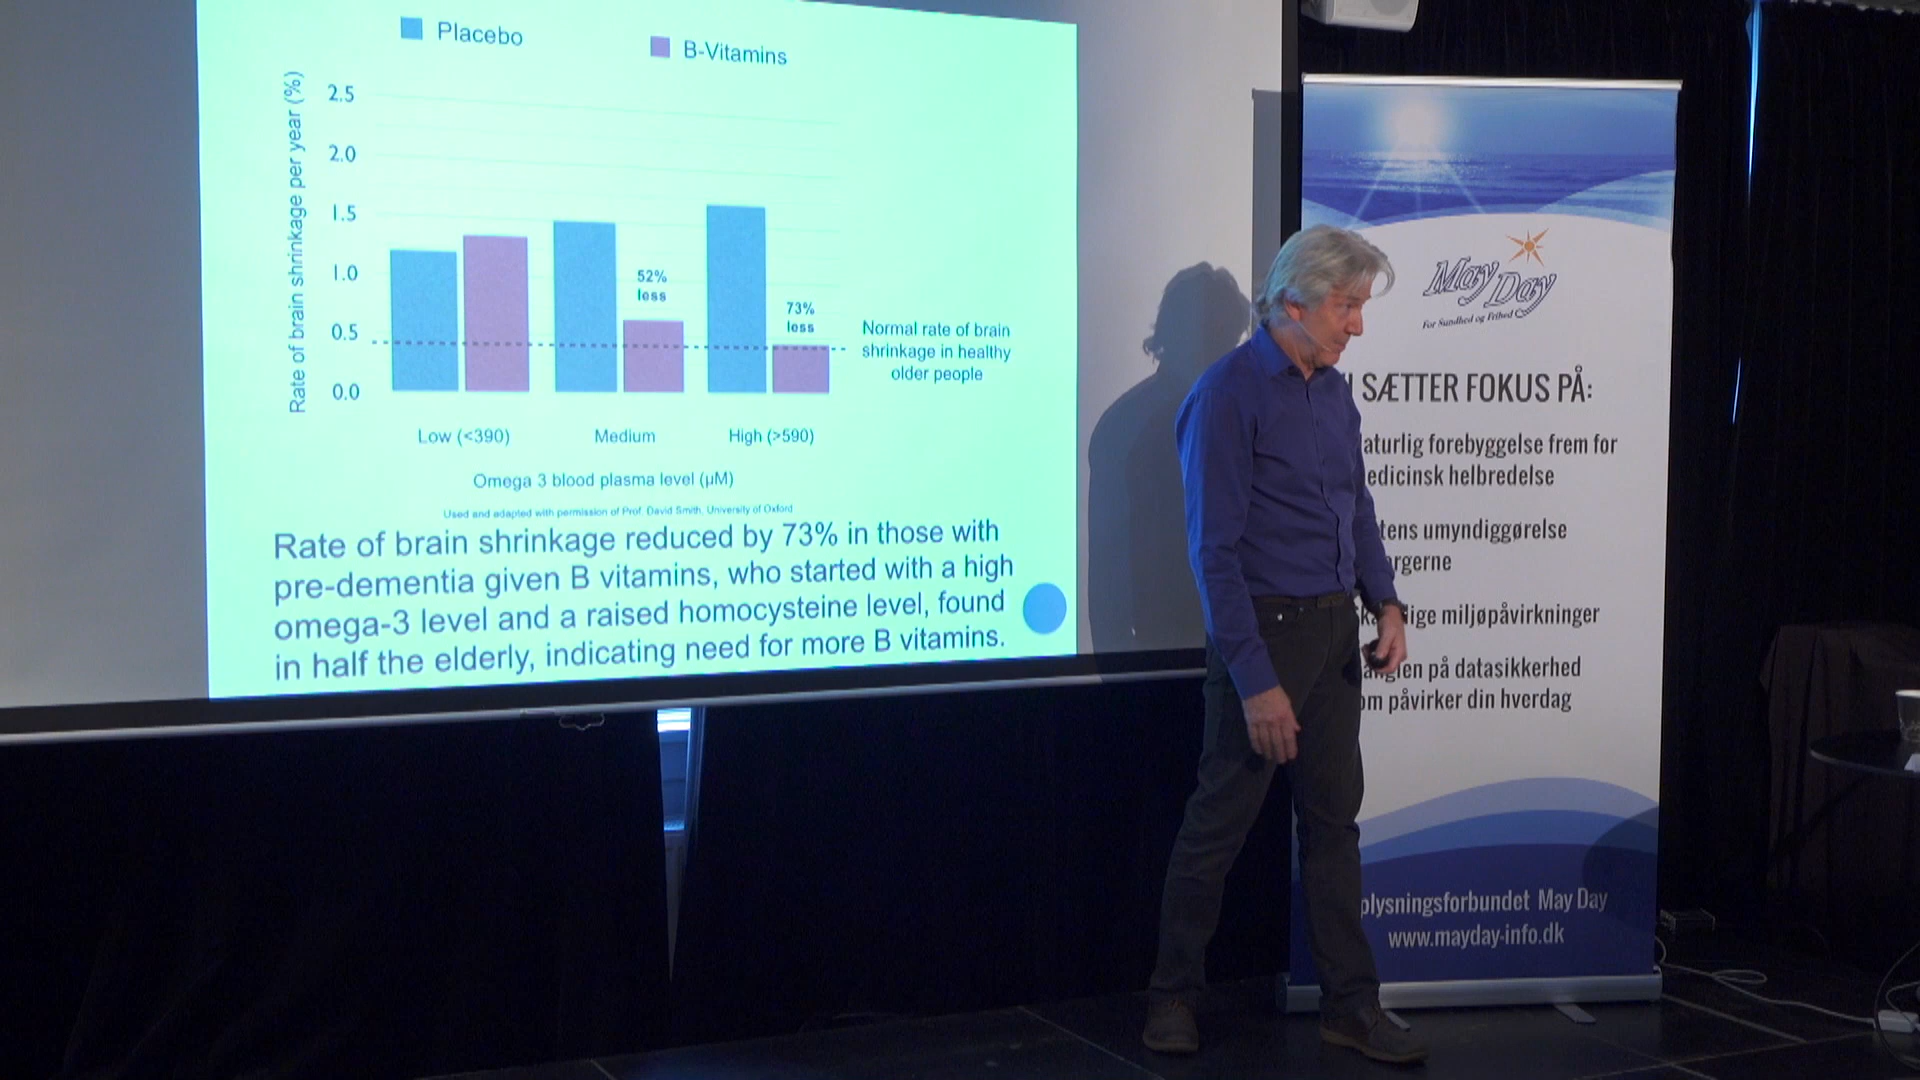 Placebo
B-Vitamins
Rate of brain shrinkage per year (%)
2.5
2.0
1.5
1.0
0.5
0.0
52%
less
73%
less
Normal rate of brain
shrinkage in healthy
older people
Low (<390)
Medium
High (>590)
Omega 3 blood plasma level (µM)
Used and adapted with permission of Prof. David Smith, University of Oxford
Rate of brain shrinkage reduced by 73% in those with
pre-dementia given B vitamins, who started with a high
omega-3 level and a raised homocysteine level, found
in half the elderly, indicating need for more B vitamins.
May Day
For Sundhed og Frihed
SÆTTER FOKUS PÅ:
aturlig forebyggelse frem for
edicinsk helbredelse
tens umyndiggørelse
rgerne
lige miljøpåvirkninger
på datasikkerhed
om påvirker din hverdag
plysningsforbundet May Day
www.mayday-info.dk